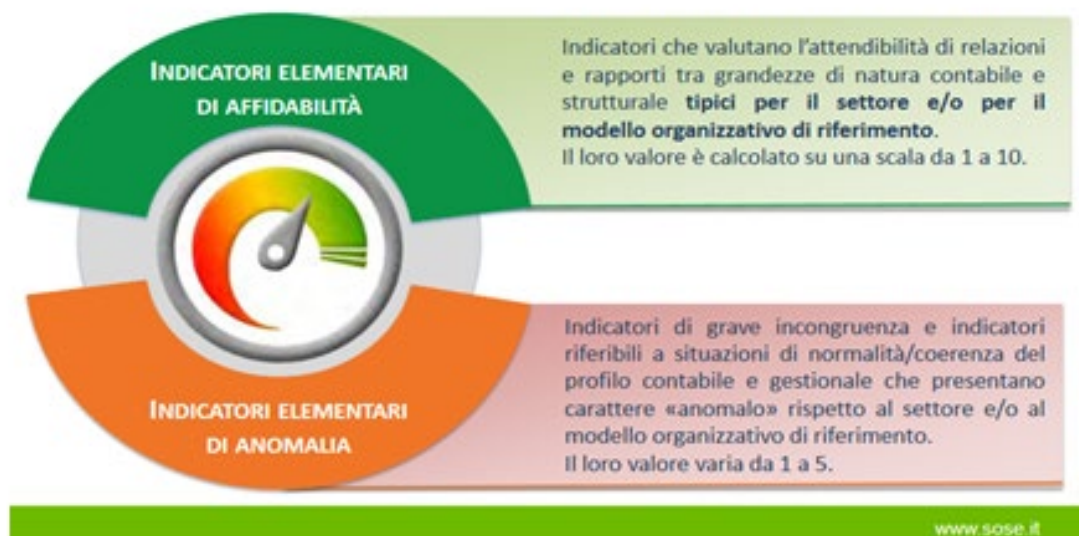 INDICATORI ELEMENTARI
DI AFFIDABILITÀ
Indicatori che valutano l'attendibilità di relazioni
e rapporti tra grandezze di natura contabile e
strutturale tipici per il settore e/o per il
modello organizzativo di riferimento.
Il loro valore è calcolato su una scala da 1 a 10.
INDICATORI ELEMENTARI
DI ANOMALIA
Indicatori di grave incongruenza e indicatori
riferibili a situazioni di normalità/coerenza del
profilo contabile e gestionale che presentano
carattere «anomalo» rispetto al settore e/o al
modello organizzativo di riferimento.
Il loro valore varia da 1 a 5.
www.sose.it